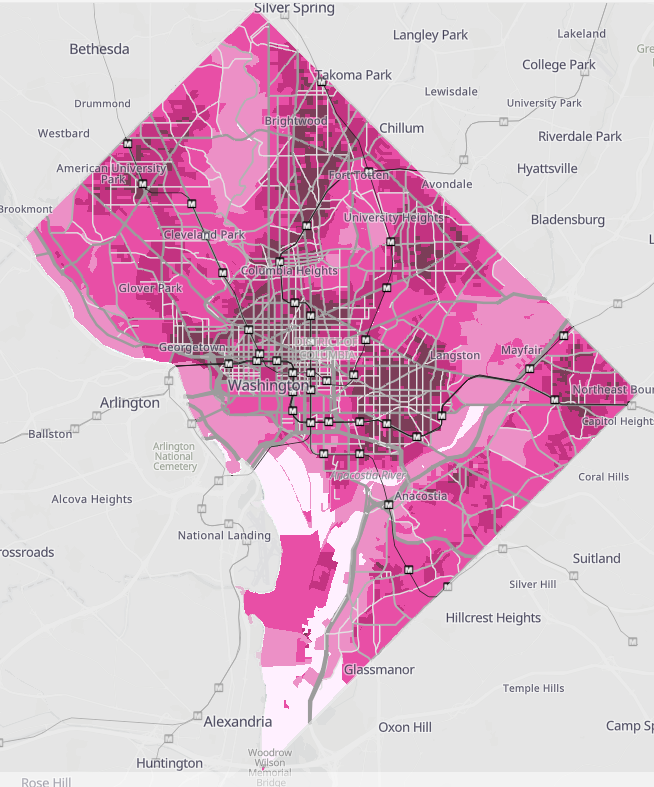 Silver Spring
Lakeland
Langley Park
Bethesda
College Park
Takoma Park
Lewisdale
Drummond
University Park
Brightwood
Chillum
Westbard
Riverdale Park
American University
Park
Fort Totten
Hyattsville
Avondale
Brookmont
University Heights
Bladensburg
Cleveland Park
Columbia Heights
Glover Park
Georgetown
DISTRICT OF
COLUMBIA
Langston
Mayfair
Washington
Northeast Bou
Arlington
Capitol Heights
Ballston
Arlington
National
Cemetery
Anacostia River
Coral Hills
Alcova Heights
Anacostia
National Landing
rossroads
Suitland
Silver Hill
Hillcrest Heights
Glassmanor
Temple Hills
Alexandria
Oxon Hill
Camp Sp
Woodrow
Wilson
Memorial
Bridge
Huntington
Rose Hill